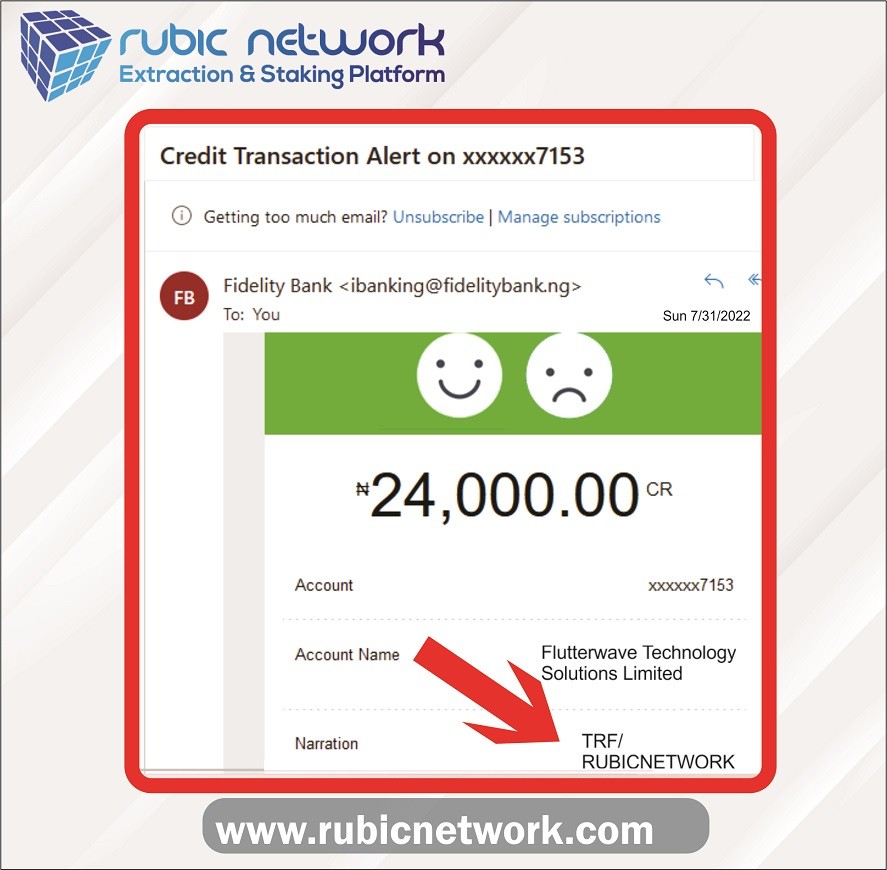 rubic network
Extraction & Staking Platform
Credit Transaction Alert on xxxxxx7153
Getting too much email? Unsubscribe | Manage subscriptions
FB
Fidelity Bank <ibanking@fidelitybank.ng>
To: You
Sun 7/31/2022
₦24,000.00 CR
Account xxxxxx7153
Account Name Flutterwave Technology
Solutions Limited
Narration TRF/
RUBICNETWORK
www.rubicnetwork.com